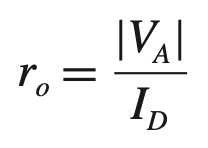 r_o = |V_A| / I_D